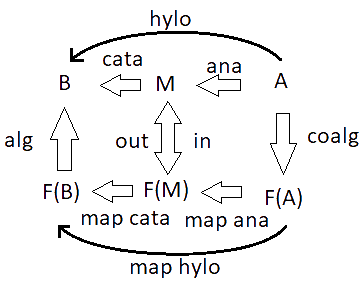 hylo
cata ana
B M A
alg out in coalg
F(B) F(M) F(A)
map cata map ana
map hylo